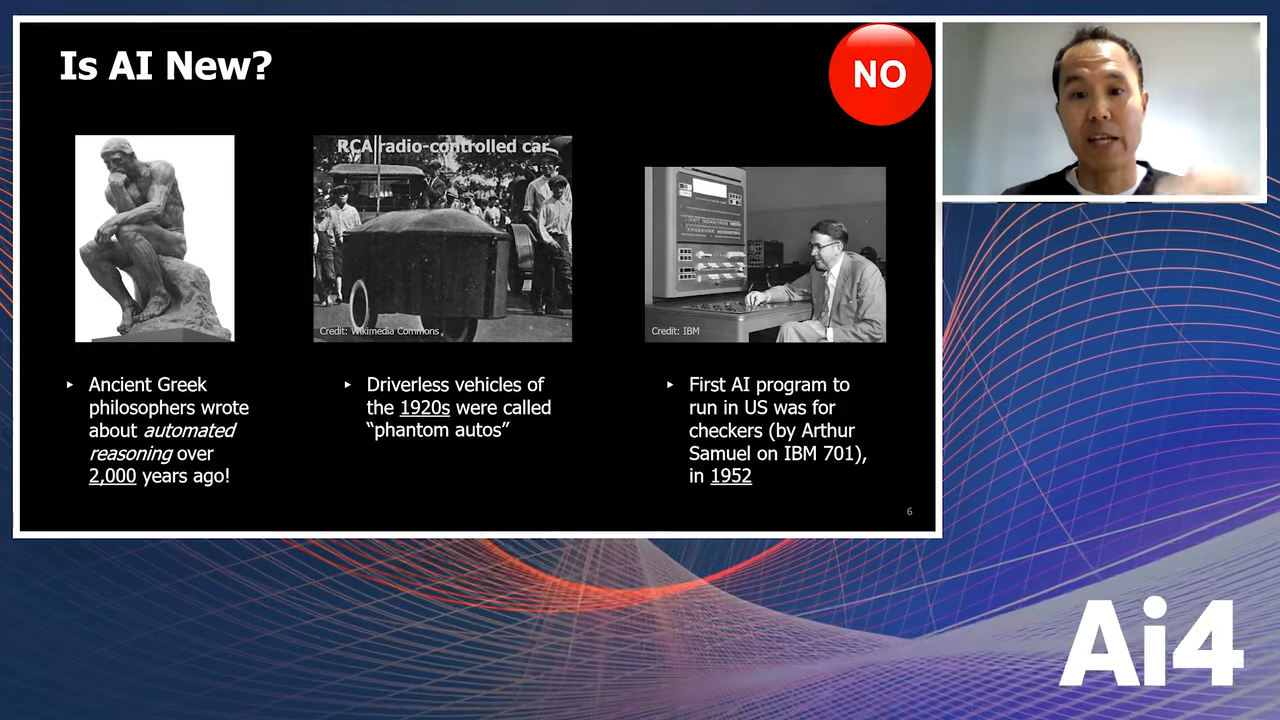 Is AI New?
NO
RCA radio-controlled car
Credit: Wikimedia Commons
Credit: IBM
‣ Ancient Greek
philosophers wrote
about automated
reasoning over
2,000 years ago!
‣ Driverless vehicles of
the 1920s were called
“phantom autos”
‣ First AI program to
run in US was for
checkers (by Arthur
Samuel on IBM 701),
in 1952
6
Ai4